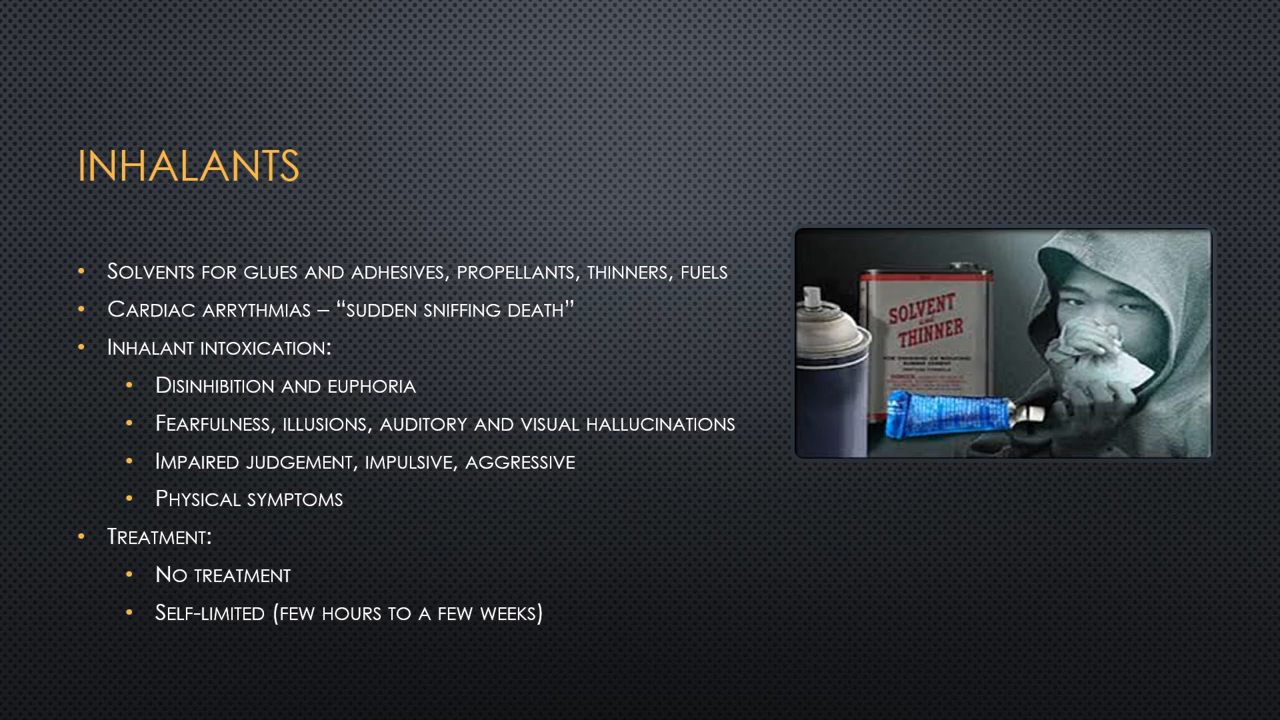 INHALANTS
• SOLVENTS FOR GLUES AND ADHESIVES, PROPELLANTS, THINNERS, FUELS
• CARDIAC ARRYTHMIAS – “SUDDEN SNIFFING DEATH”
• INHALANT INTOXICATION:
• DISINHIBITION AND EUPHORIA
• FEARFULNESS, ILLUSIONS, AUDITORY AND VISUAL HALLUCINATIONS
• IMPAIRED JUDGEMENT, IMPULSIVE, AGGRESSIVE
• PHYSICAL SYMPTOMS
• TREATMENT:
• NO TREATMENT
• SELF-LIMITED (FEW HOURS TO A FEW WEEKS)
SOLVENT
THINNER